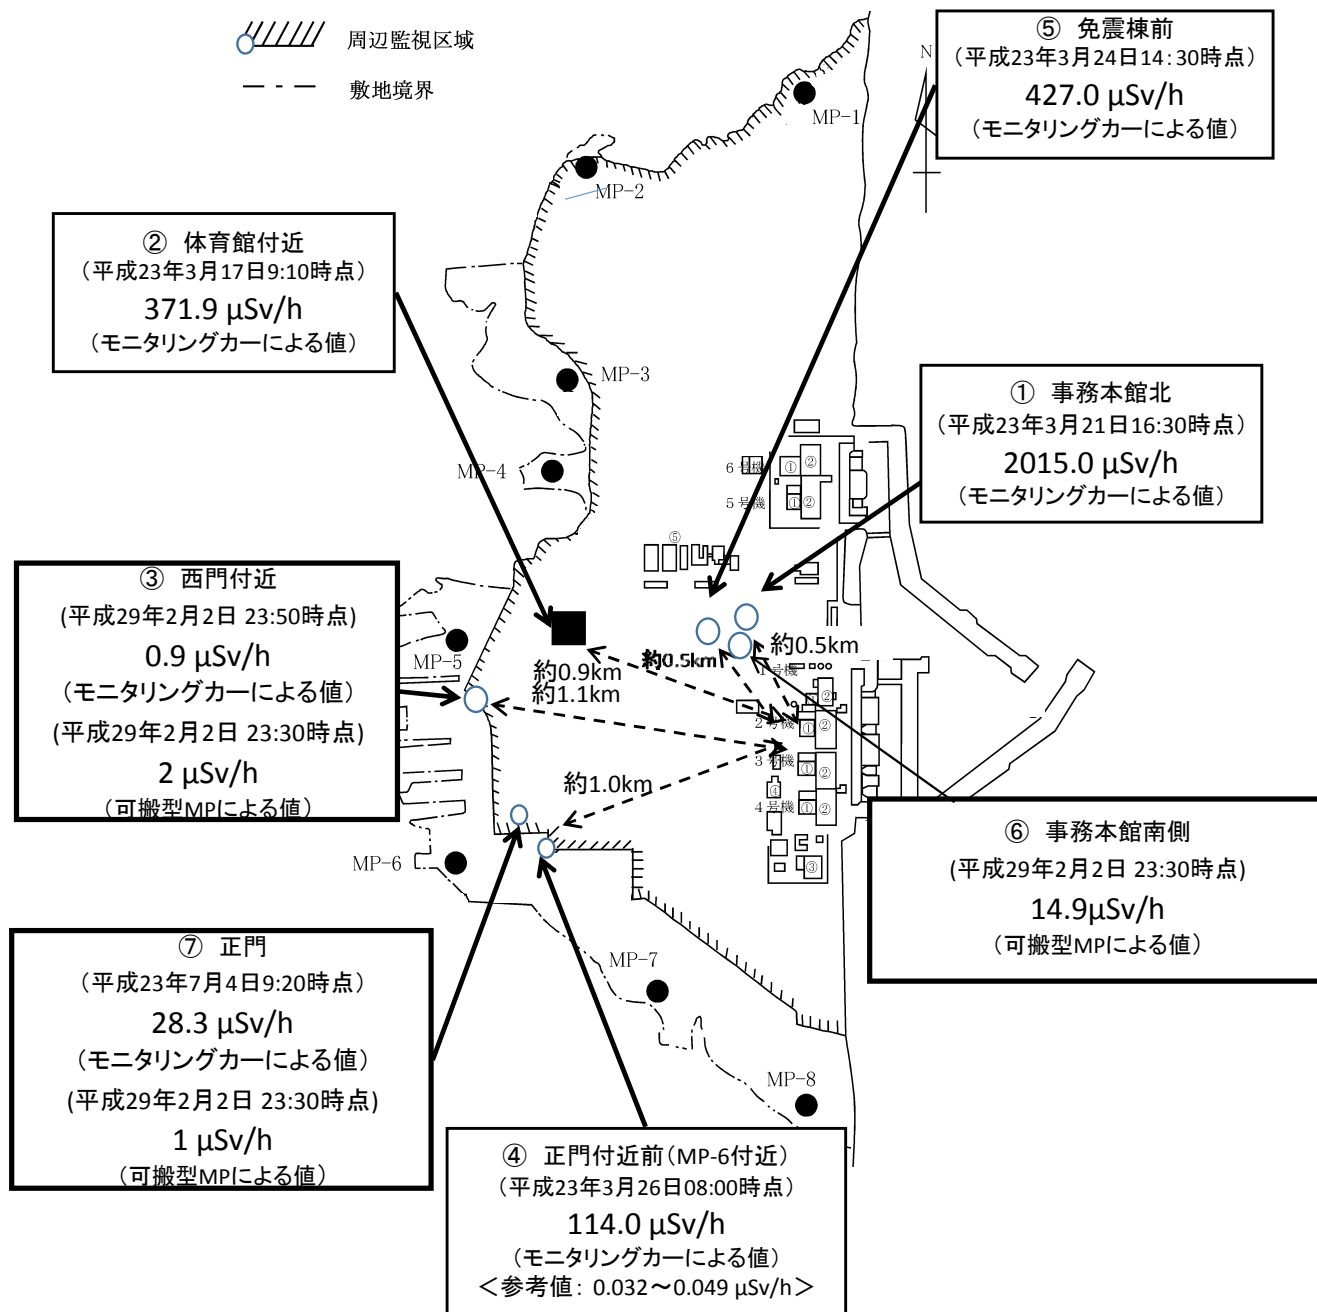 周辺監視区域
敷地境界
⑤ 免震棟前
(平成23年3月24日14:30時点)
427.0 μSv/h
(モニタリングカーによる値)
N
MP-1
MP-2
② 体育館付近
(平成23年3月17日9:10時点)
371.9 μSv/h
(モニタリングカーによる値)
MP-3
① 事務本館北
(平成23年3月21日16:30時点)
2015.0 μSv/h
(モニタリングカーによる値)
MP-4
6号機
① ②
5号機
① ②
⑤
③ 西門付近
(平成29年2月2日 23:50時点)
0.9 μSv/h
(モニタリングカーによる値)
(平成29年2月2日 23:30時点)
2 μSv/h
(可搬型MPによる値)
MP-5
約0.9km
約1.1km
約0.5km
約0.5km
1号機
②
2号機
① ②
3号機
① ②
④
4号機
① ②
③
約1.0km
MP-6
⑥ 事務本館南側
(平成29年2月2日 23:30時点)
14.9μSv/h
(可搬型MPによる値)
⑦ 正門
(平成23年7月4日9:20時点)
28.3 μSv/h
(モニタリングカーによる値)
(平成29年2月2日 23:30時点)
1 μSv/h
(可搬型MPによる値)
MP-7
MP-8
④ 正門付近前(MP-6付近)
(平成23年3月26日08:00時点)
114.0 μSv/h
(モニタリングカーによる値)
<参考値: 0.032~0.049 μSv/h>